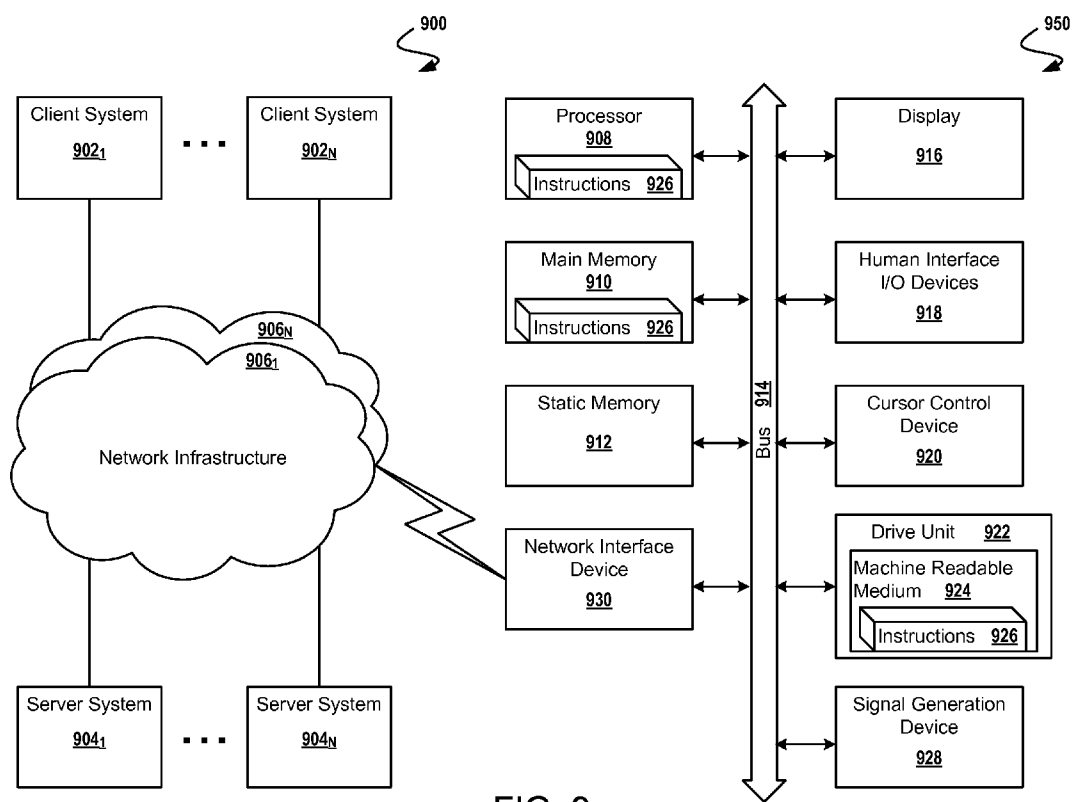 900
950
Client System
902₁
Client System
902N
Processor
908
Instructions 926
Display
916
Main Memory
910
Instructions 926
Human Interface
I/O Devices
918
906N
906₁
Network Infrastructure
Static Memory
912
Bus 914
Cursor Control
Device
920
Network Interface
Device
930
Drive Unit 922
Machine Readable
Medium 924
Instructions 926
Server System
904₁
Server System
904N
Signal Generation
Device
928